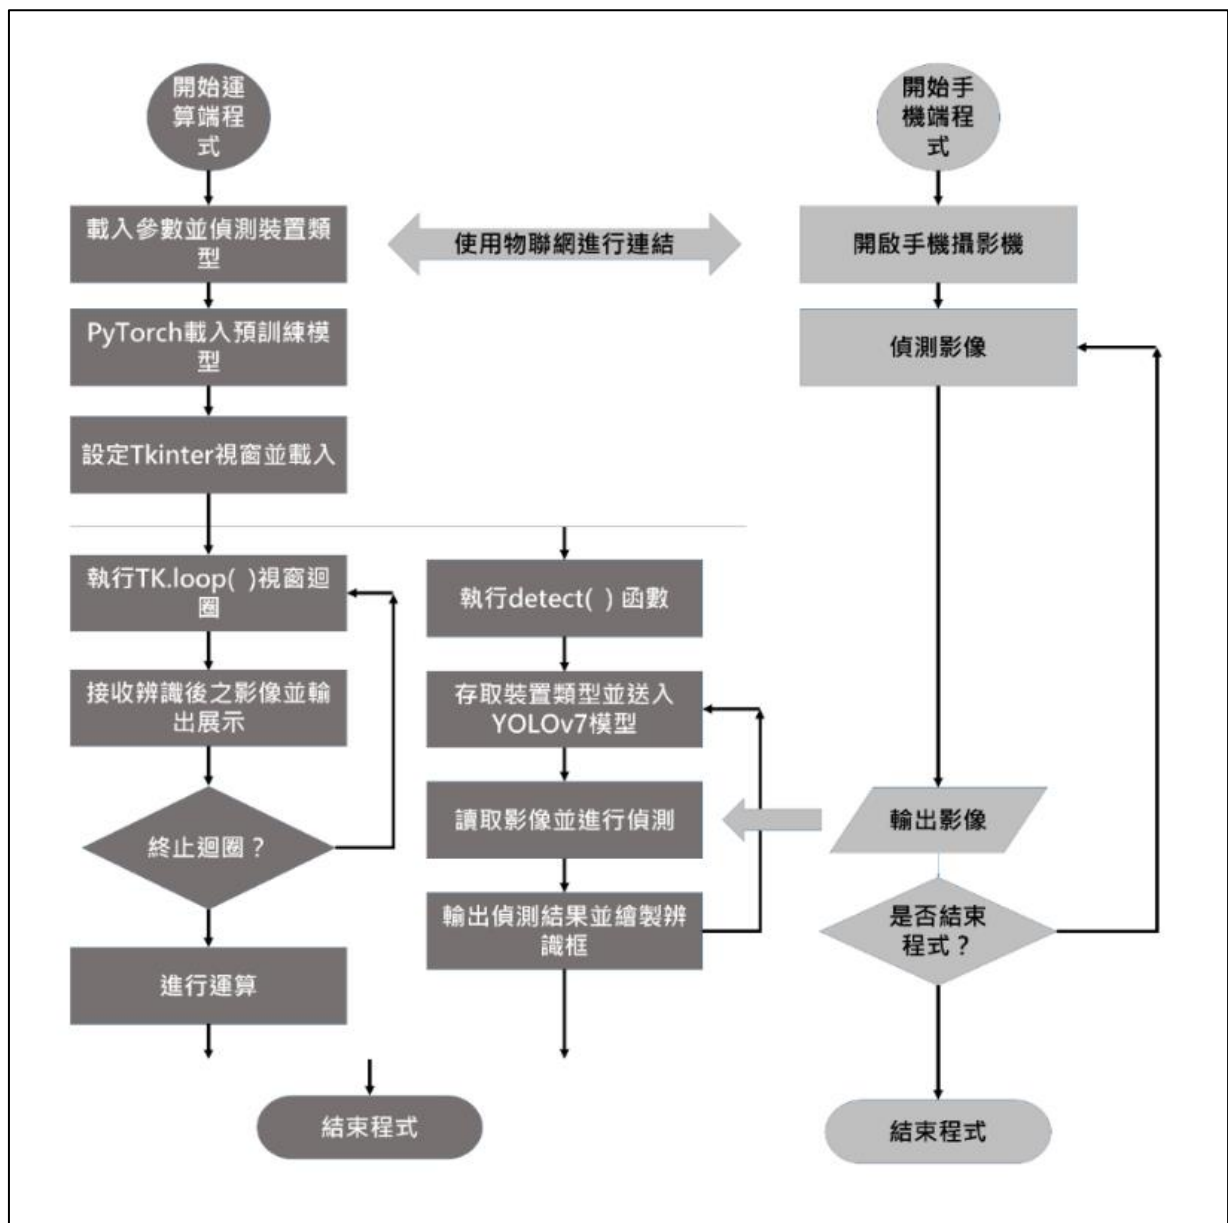 開始運
算端程
式
載入參數並偵測裝置類
型
PyTorch載入預訓練模
型
設定Tkinter視窗並載入
執行TK.loop( )視窗迴
圈
接收辨識後之影像並輸
出展示
終止迴圈？
進行運算
執行detect( ) 函數
存取裝置類型並送入
YOLOv7模型
讀取影像並進行偵測
輸出偵測結果並繪製辨
識框
結束程式
使用物聯網進行連結
開始手
機端程
式
開啟手機攝影機
偵測影像
輸出影像
是否結束
程式？
結束程式